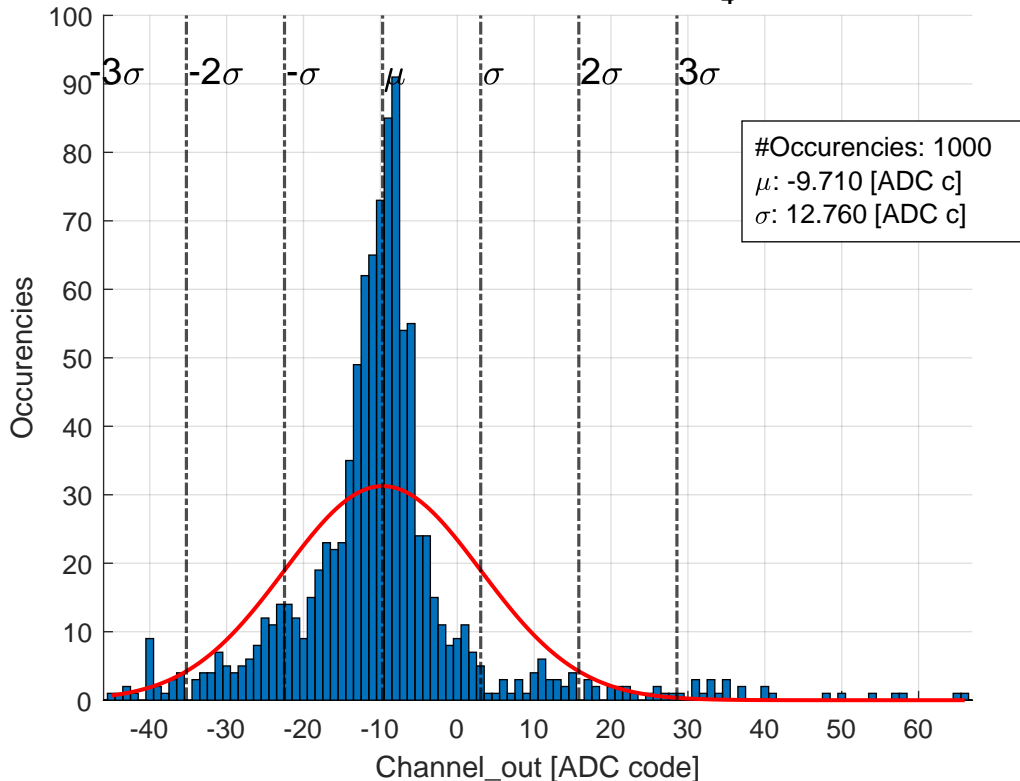 4
100
90
80
70
60
50
40
30
20
10
0
Occurencies
-3σ
-2σ
-σ
μ
σ
2σ
3σ
#Occurencies: 1000
μ: -9.710 [ADC c]
σ: 12.760 [ADC c]
-40 -30 -20 -10 0 10 20 30 40 50 60
Channel_out [ADC code]